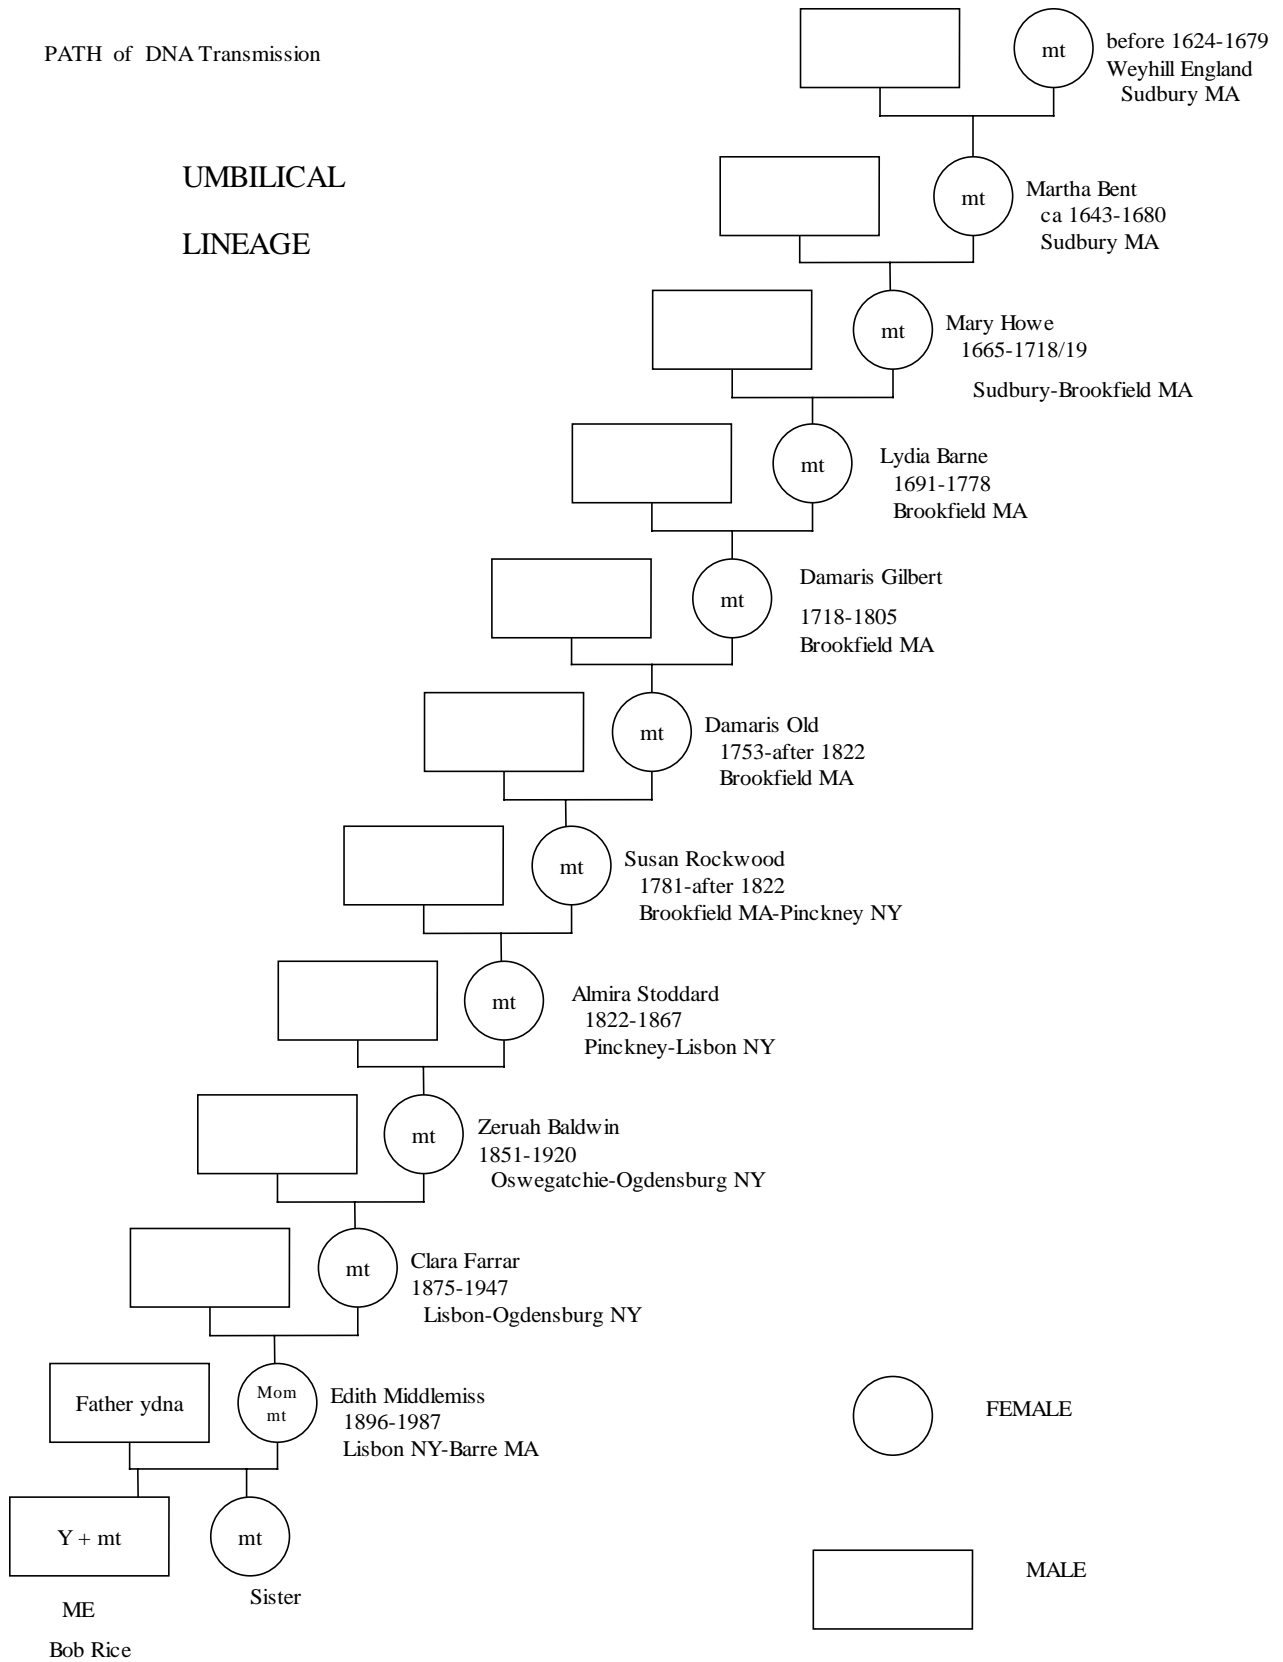 PATH of DNA Transmission
mt
before 1624-1679
Weyhill England
Sudbury MA
UMBILICAL
LINEAGE
mt
Martha Bent
ca 1643-1680
Sudbury MA
mt
Mary Howe
1665-1718/19
Sudbury-Brookfield MA
mt
Lydia Barne
1691-1778
Brookfield MA
mt
Damaris Gilbert
1718-1805
Brookfield MA
mt
Damaris Old
1753-after 1822
Brookfield MA
mt
Susan Rockwood
1781-after 1822
Brookfield MA-Pinckney NY
mt
Almira Stoddard
1822-1867
Pinckney-Lisbon NY
mt
Zeruah Baldwin
1851-1920
Oswegatchie-Ogdensburg NY
mt
Clara Farrar
1875-1947
Lisbon-Ogdensburg NY
Father ydna
Mom
mt
Edith Middlemiss
1896-1987
Lisbon NY-Barre MA
FEMALE
Y + mt
mt
MALE
Sister
ME
Bob Rice